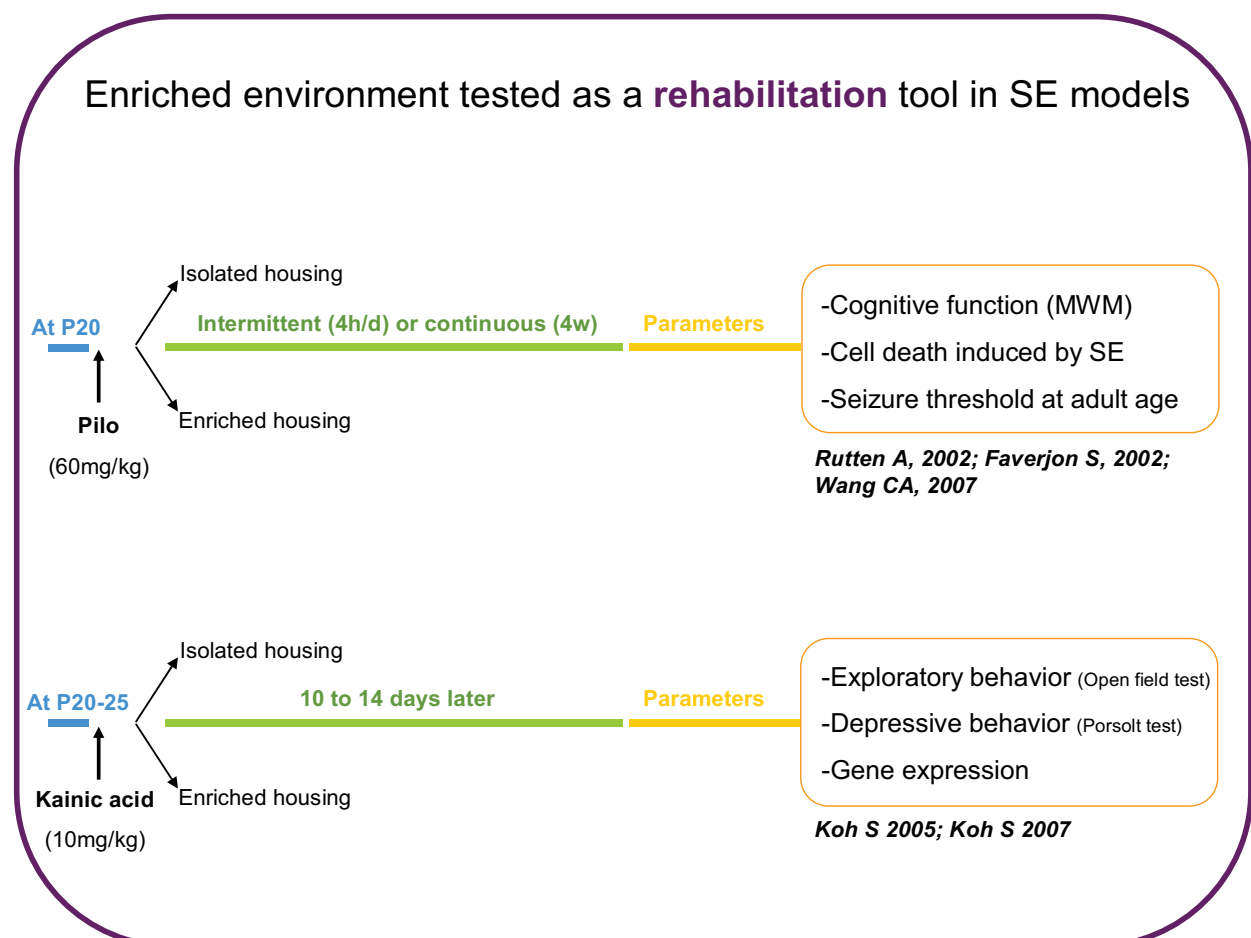 Enriched environment tested as a rehabilitation tool in SE models
Isolated housing
At P20
Intermittent (4h/d) or continuous (4w)
Parameters
Enriched housing
Pilo
(60mg/kg)
-Cognitive function (MWM)
-Cell death induced by SE
-Seizure threshold at adult age
Rutten A, 2002; Faverjon S, 2002;
Wang CA, 2007
Isolated housing
At P20-25
10 to 14 days later
Parameters
Enriched housing
Kainic acid
(10mg/kg)
-Exploratory behavior (Open field test)
-Depressive behavior (Porsolt test)
-Gene expression
Koh S 2005; Koh S 2007